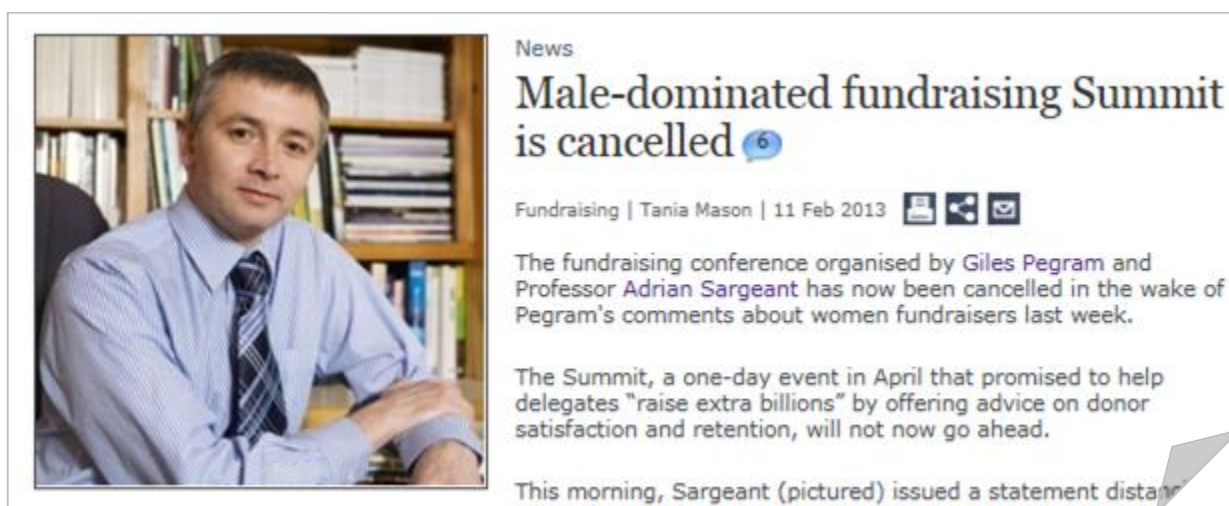 News
Male-dominated fundraising Summit
is cancelled 6
Fundraising | Tania Mason | 11 Feb 2013
The fundraising conference organised by Giles Pegram and
Professor Adrian Sargeant has now been cancelled in the wake of
Pegram's comments about women fundraisers last week.
The Summit, a one-day event in April that promised to help
delegates “raise extra billions” by offering advice on donor
satisfaction and retention, will not now go ahead.
This morning, Sargeant (pictured) issued a statement